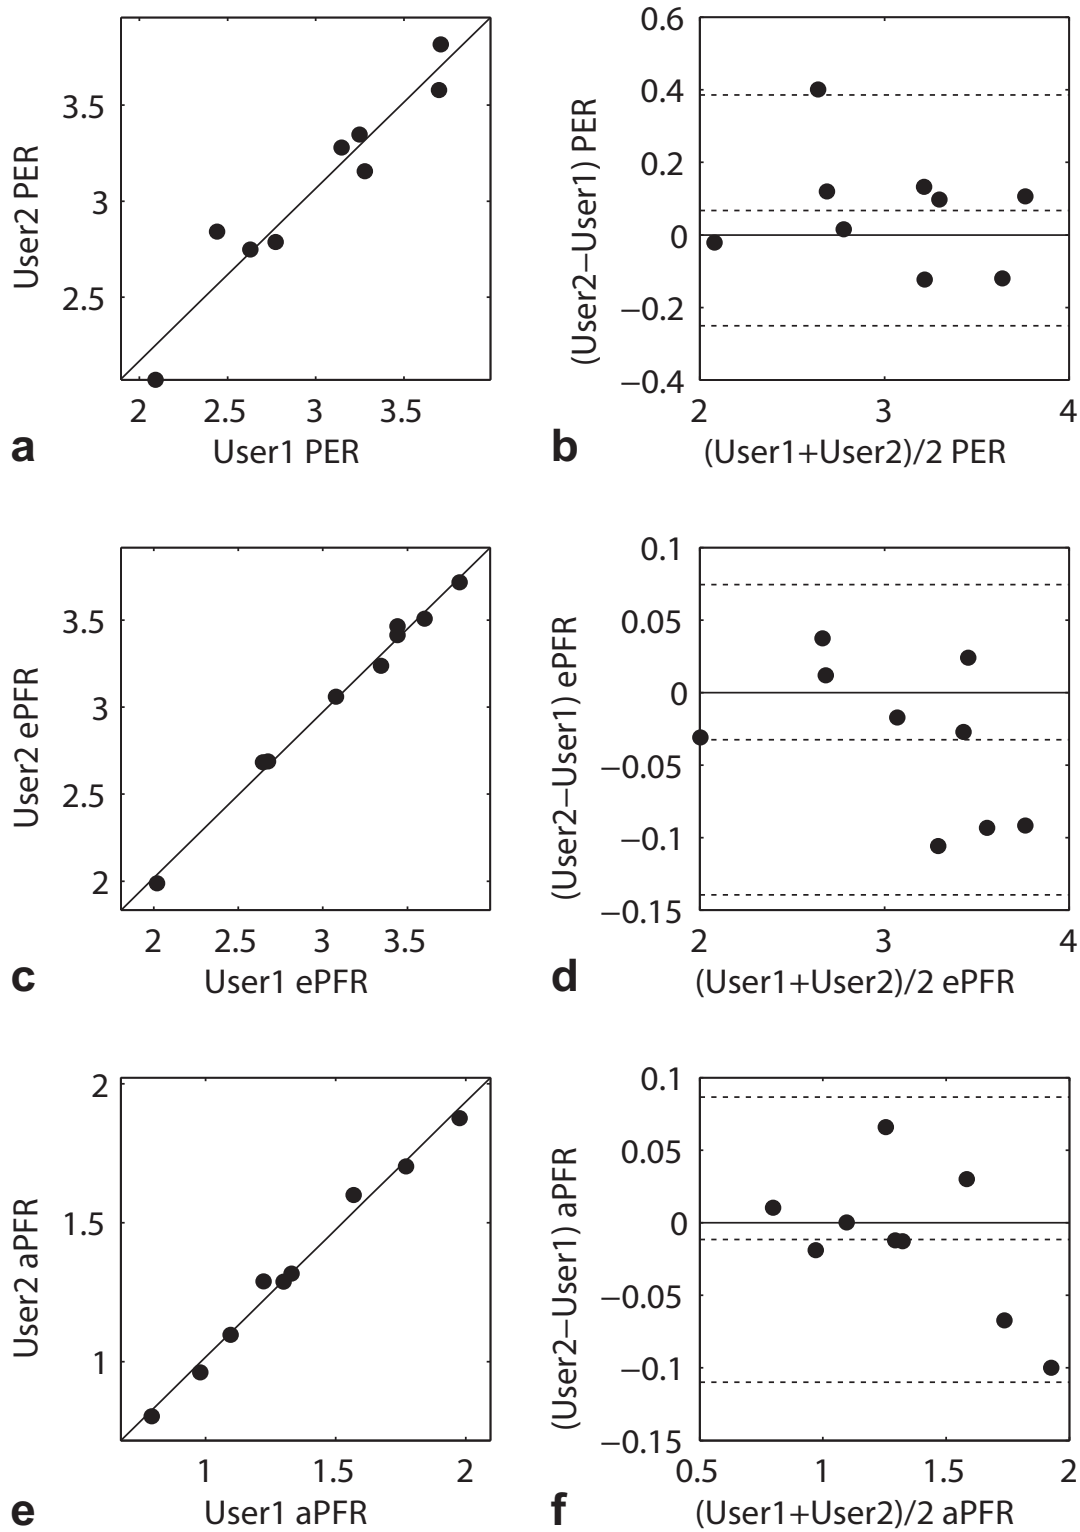 3.5
3
2.5
2 2.5 3 3.5
User2 PER
User1 PER
a
0.6
0.4
0.2
0
−0.2
−0.4
2 3 4
(User2−User1) PER
(User1+User2)/2 PER
b
3.5
3
2.5
2
2 2.5 3 3.5
User2 ePFR
User1 ePFR
c
0.1
0.05
0
−0.05
−0.1
−0.15
2 3 4
(User2−User1) ePFR
(User1+User2)/2 ePFR
d
2
1.5
1
1 1.5 2
User2 aPFR
User1 aPFR
e
0.1
0.05
0
−0.05
−0.1
−0.15
0.5 1 1.5 2
(User2−User1) aPFR
(User1+User2)/2 aPFR
f